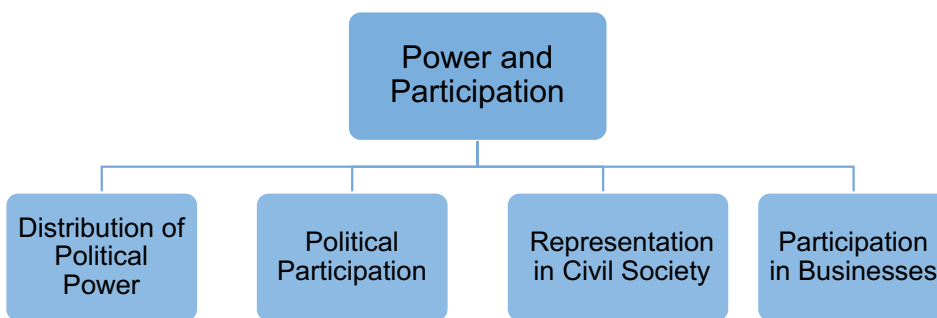 Power and
Participation
Distribution of
Political
Power
Political
Participation
Representation
in Civil Society
Participation
in Businesses